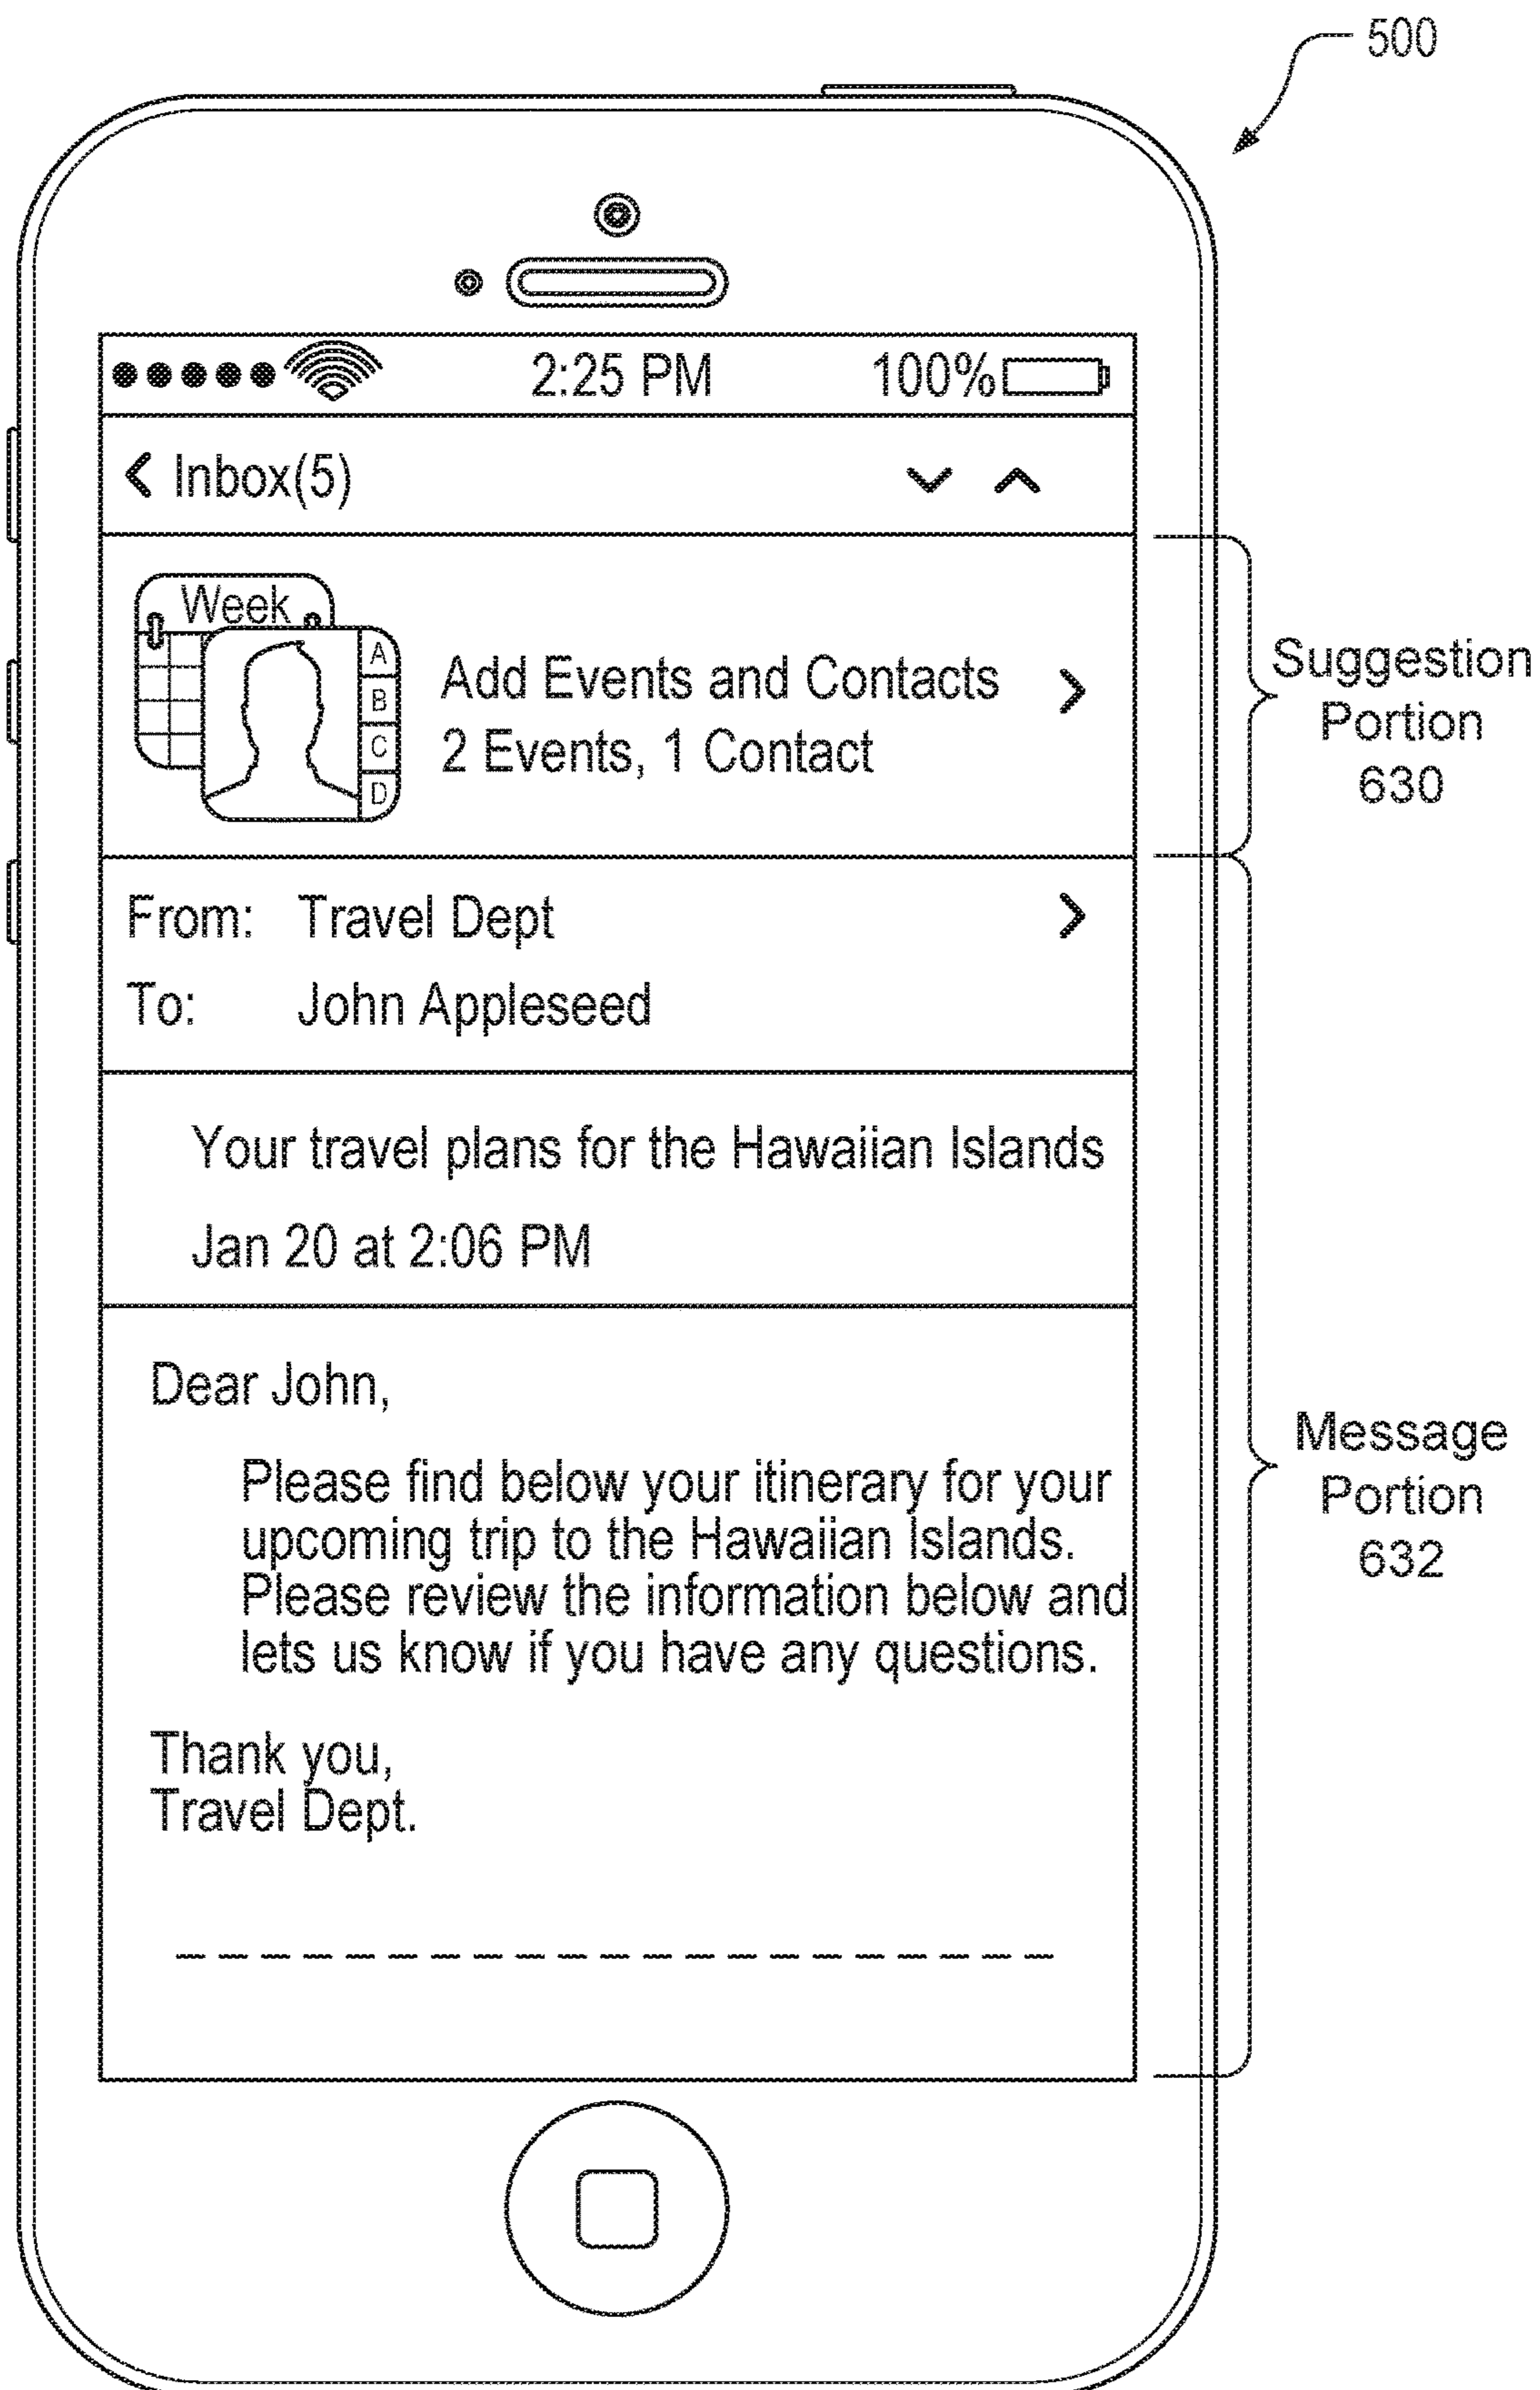 500
2:25 PM 100%
Inbox(5)
Week
A
B
C
D
Add Events and Contacts
2 Events, 1 Contact
Suggestion
Portion
630
From: Travel Dept
To: John Appleseed
Your travel plans for the Hawaiian Islands
Jan 20 at 2:06 PM
Dear John,
Please find below your itinerary for your
upcoming trip to the Hawaiian Islands.
Please review the information below and
lets us know if you have any questions.
Thank you,
Travel Dept.
Message
Portion
632